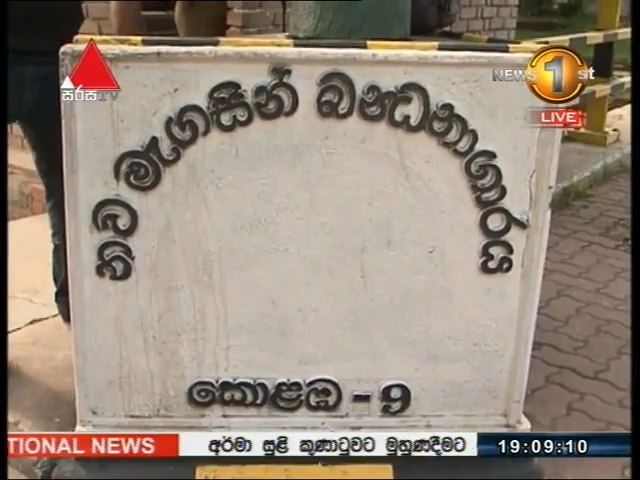 සිරස TV
NEWS 1st
LIVE
නව මැගසින් බන්ධනාගාරය
කොළඹ - 9
TIONAL NEWS
අර්මා සුළි කුණාටුවට මුහුණදීමට
19:09:10